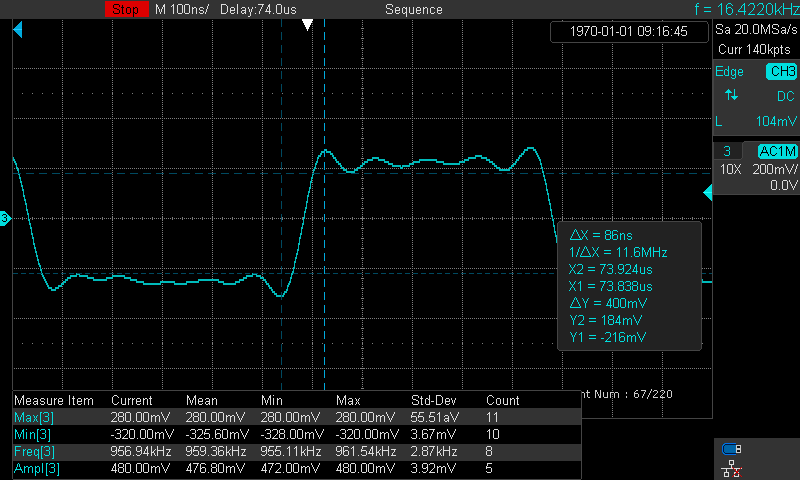 Stop M 100ns/ Delay:74.0us Sequence f = 16.4220kHz
1970-01-01 09:16:45
Sa 20.0MSa/s
Curr 140kpts
Edge CH3
DC
L 104mV
3 AC1M
10X 200mV/
0.0V
3
△X = 86ns
1/△X = 11.6MHz
X2 = 73.924us
X1 = 73.838us
△Y = 400mV
Y2 = 184mV
Y1 = -216mV
nt Num : 67/220
Measure Item Current Mean Min Max Std-Dev Count
Max[3] 280.00mV 280.00mV 280.00mV 280.00mV 55.51aV 11
Min[3] -320.00mV -325.60mV -328.00mV -320.00mV 3.67mV 10
Freq[3] 956.94kHz 959.36kHz 955.11kHz 961.54kHz 2.87kHz 8
Ampl[3] 480.00mV 476.80mV 472.00mV 480.00mV 3.92mV 5